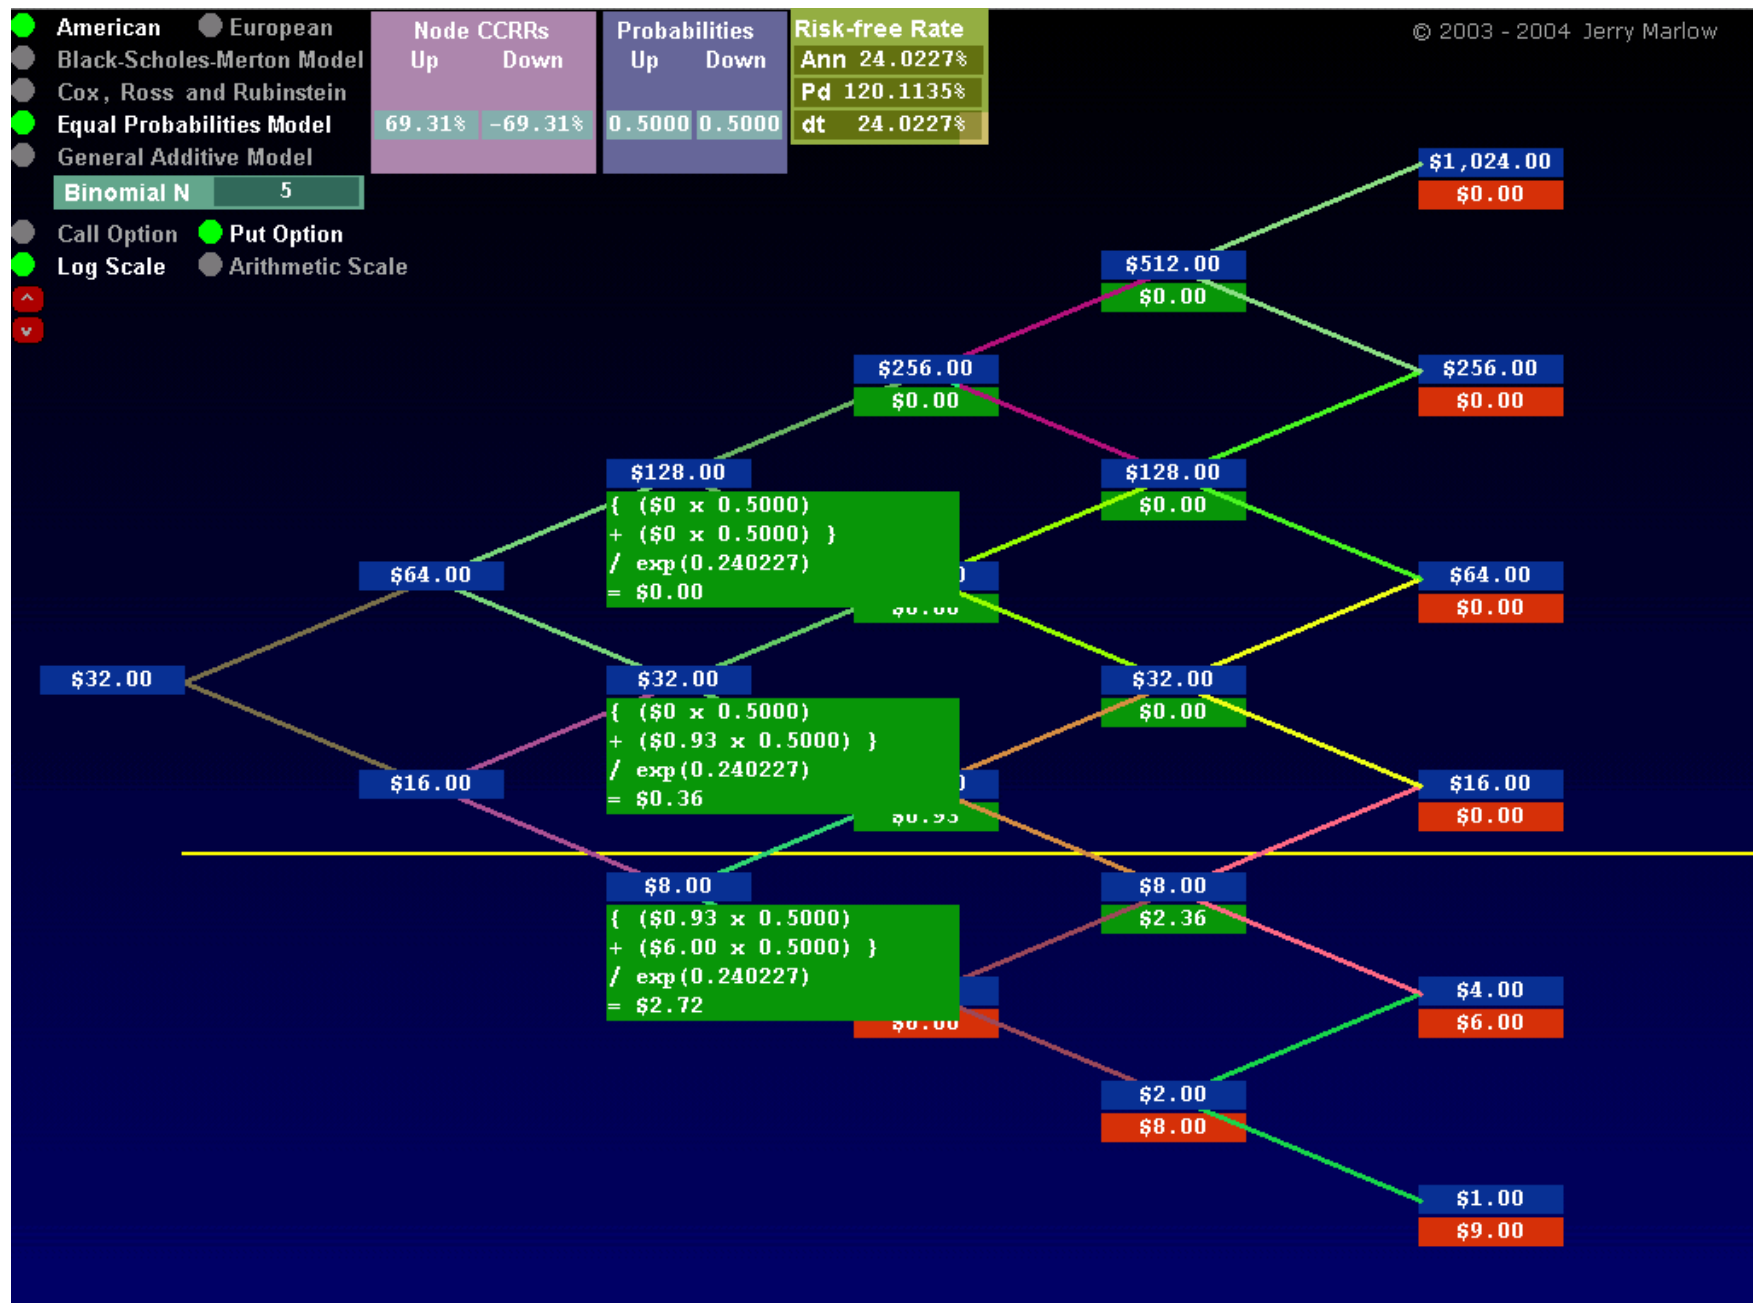 American European
Black-Scholes-Merton Model
Cox, Ross and Rubinstein
Equal Probabilities Model
General Additive Model
Binomial N 5
Call Option Put Option
Log Scale Arithmetic Scale
Node CCRRs
Up Down
69.31% -69.31%
Probabilities
Up Down
0.5000 0.5000
Risk-free Rate
Ann 24.0227%
Pd 120.1135%
dt 24.0227%
© 2003 - 2004 Jerry Marlow
$32.00
$64.00
$16.00
$128.00
{ ($0 x 0.5000)
+ ($0 x 0.5000) }
/ exp(0.240227)
= $0.00
$32.00
{ ($0 x 0.5000)
+ ($0.93 x 0.5000) }
/ exp(0.240227)
= $0.36
$8.00
{ ($0.93 x 0.5000)
+ ($6.00 x 0.5000) }
/ exp(0.240227)
= $2.72
$256.00
$0.00
$0.00
$0.93
$6.00
$512.00
$0.00
$128.00
$0.00
$32.00
$0.00
$8.00
$2.36
$2.00
$8.00
$1,024.00
$0.00
$256.00
$0.00
$64.00
$0.00
$16.00
$0.00
$4.00
$6.00
$1.00
$9.00